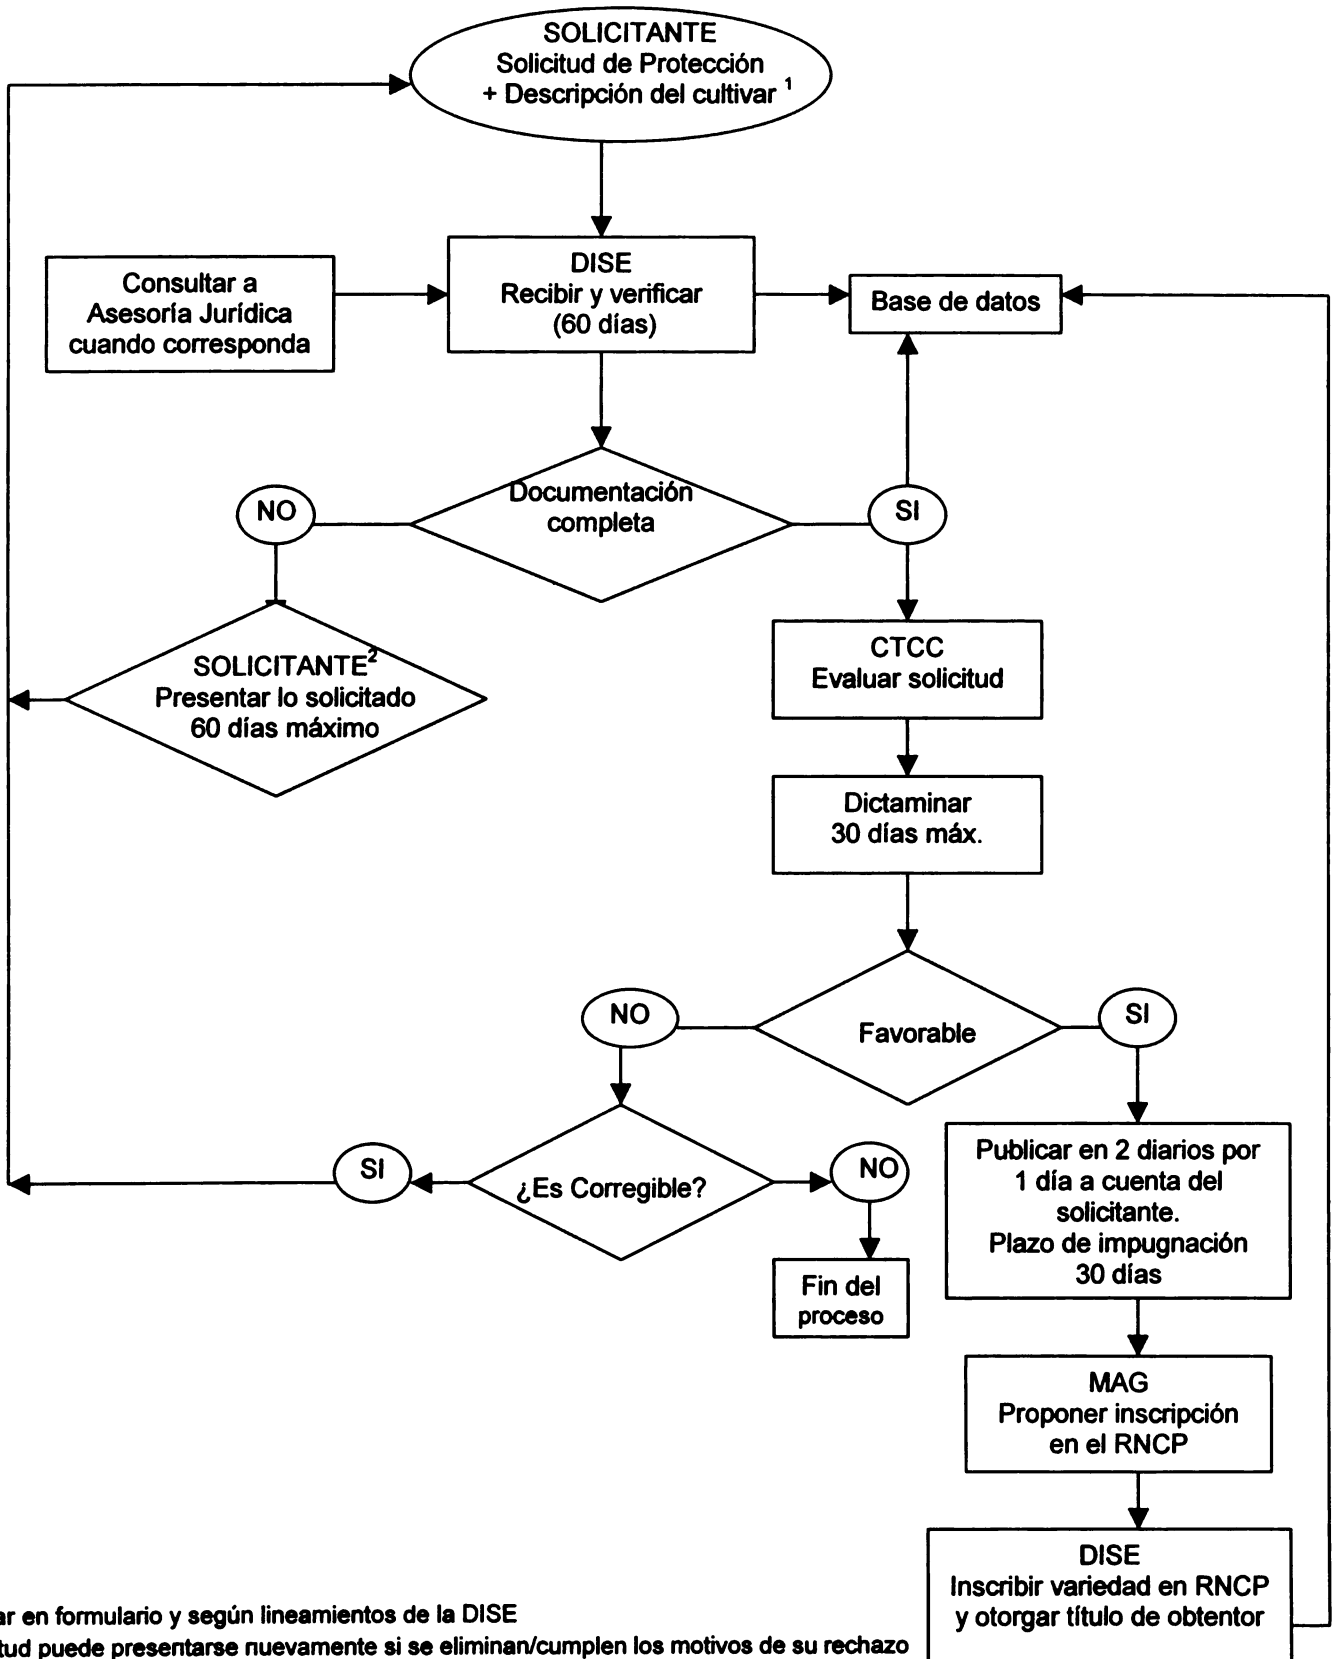 SOLICITANTE
Solicitud de Protección
+ Descripción del cultivar ¹
Consultar a
Asesoría Jurídica
cuando corresponda
DISE
Recibir y verificar
(60 días)
Base de datos
Documentación
completa
NO
SI
SOLICITANTE²
Presentar lo solicitado
60 días máximo
CTCC
Evaluar solicitud
Dictaminar
30 días máx.
Favorable
NO
SI
¿Es Corregible?
SI
NO
Fin del
proceso
Publicar en 2 diarios por
1 día a cuenta del
solicitante.
Plazo de impugnación
30 días
MAG
Proponer inscripción
en el RNCP
DISE
Inscribir variedad en RNCP
y otorgar título de obtentor
en formulario y según lineamientos de la DISE
puede presentarse nuevamente si se eliminan/cumplen los motivos de su rechazo